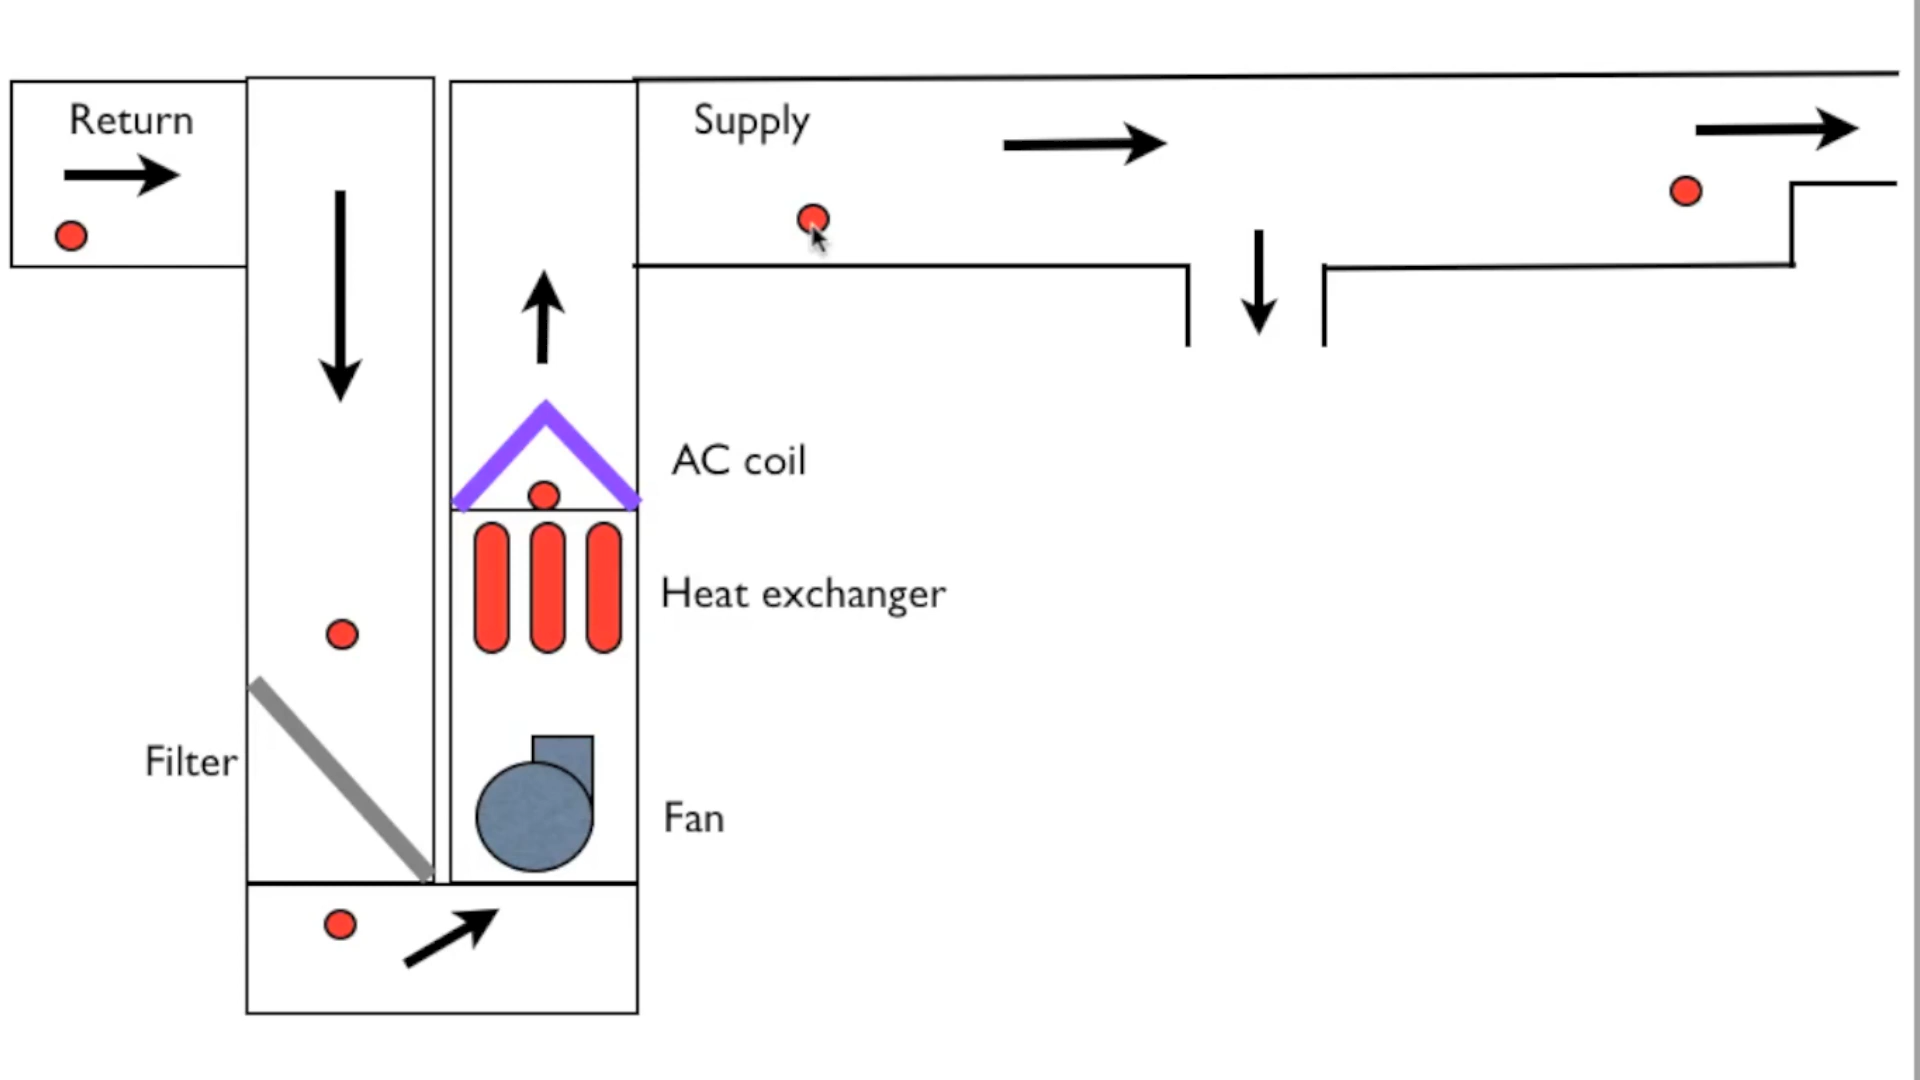 Return
Supply
AC coil
Heat exchanger
Filter
Fan